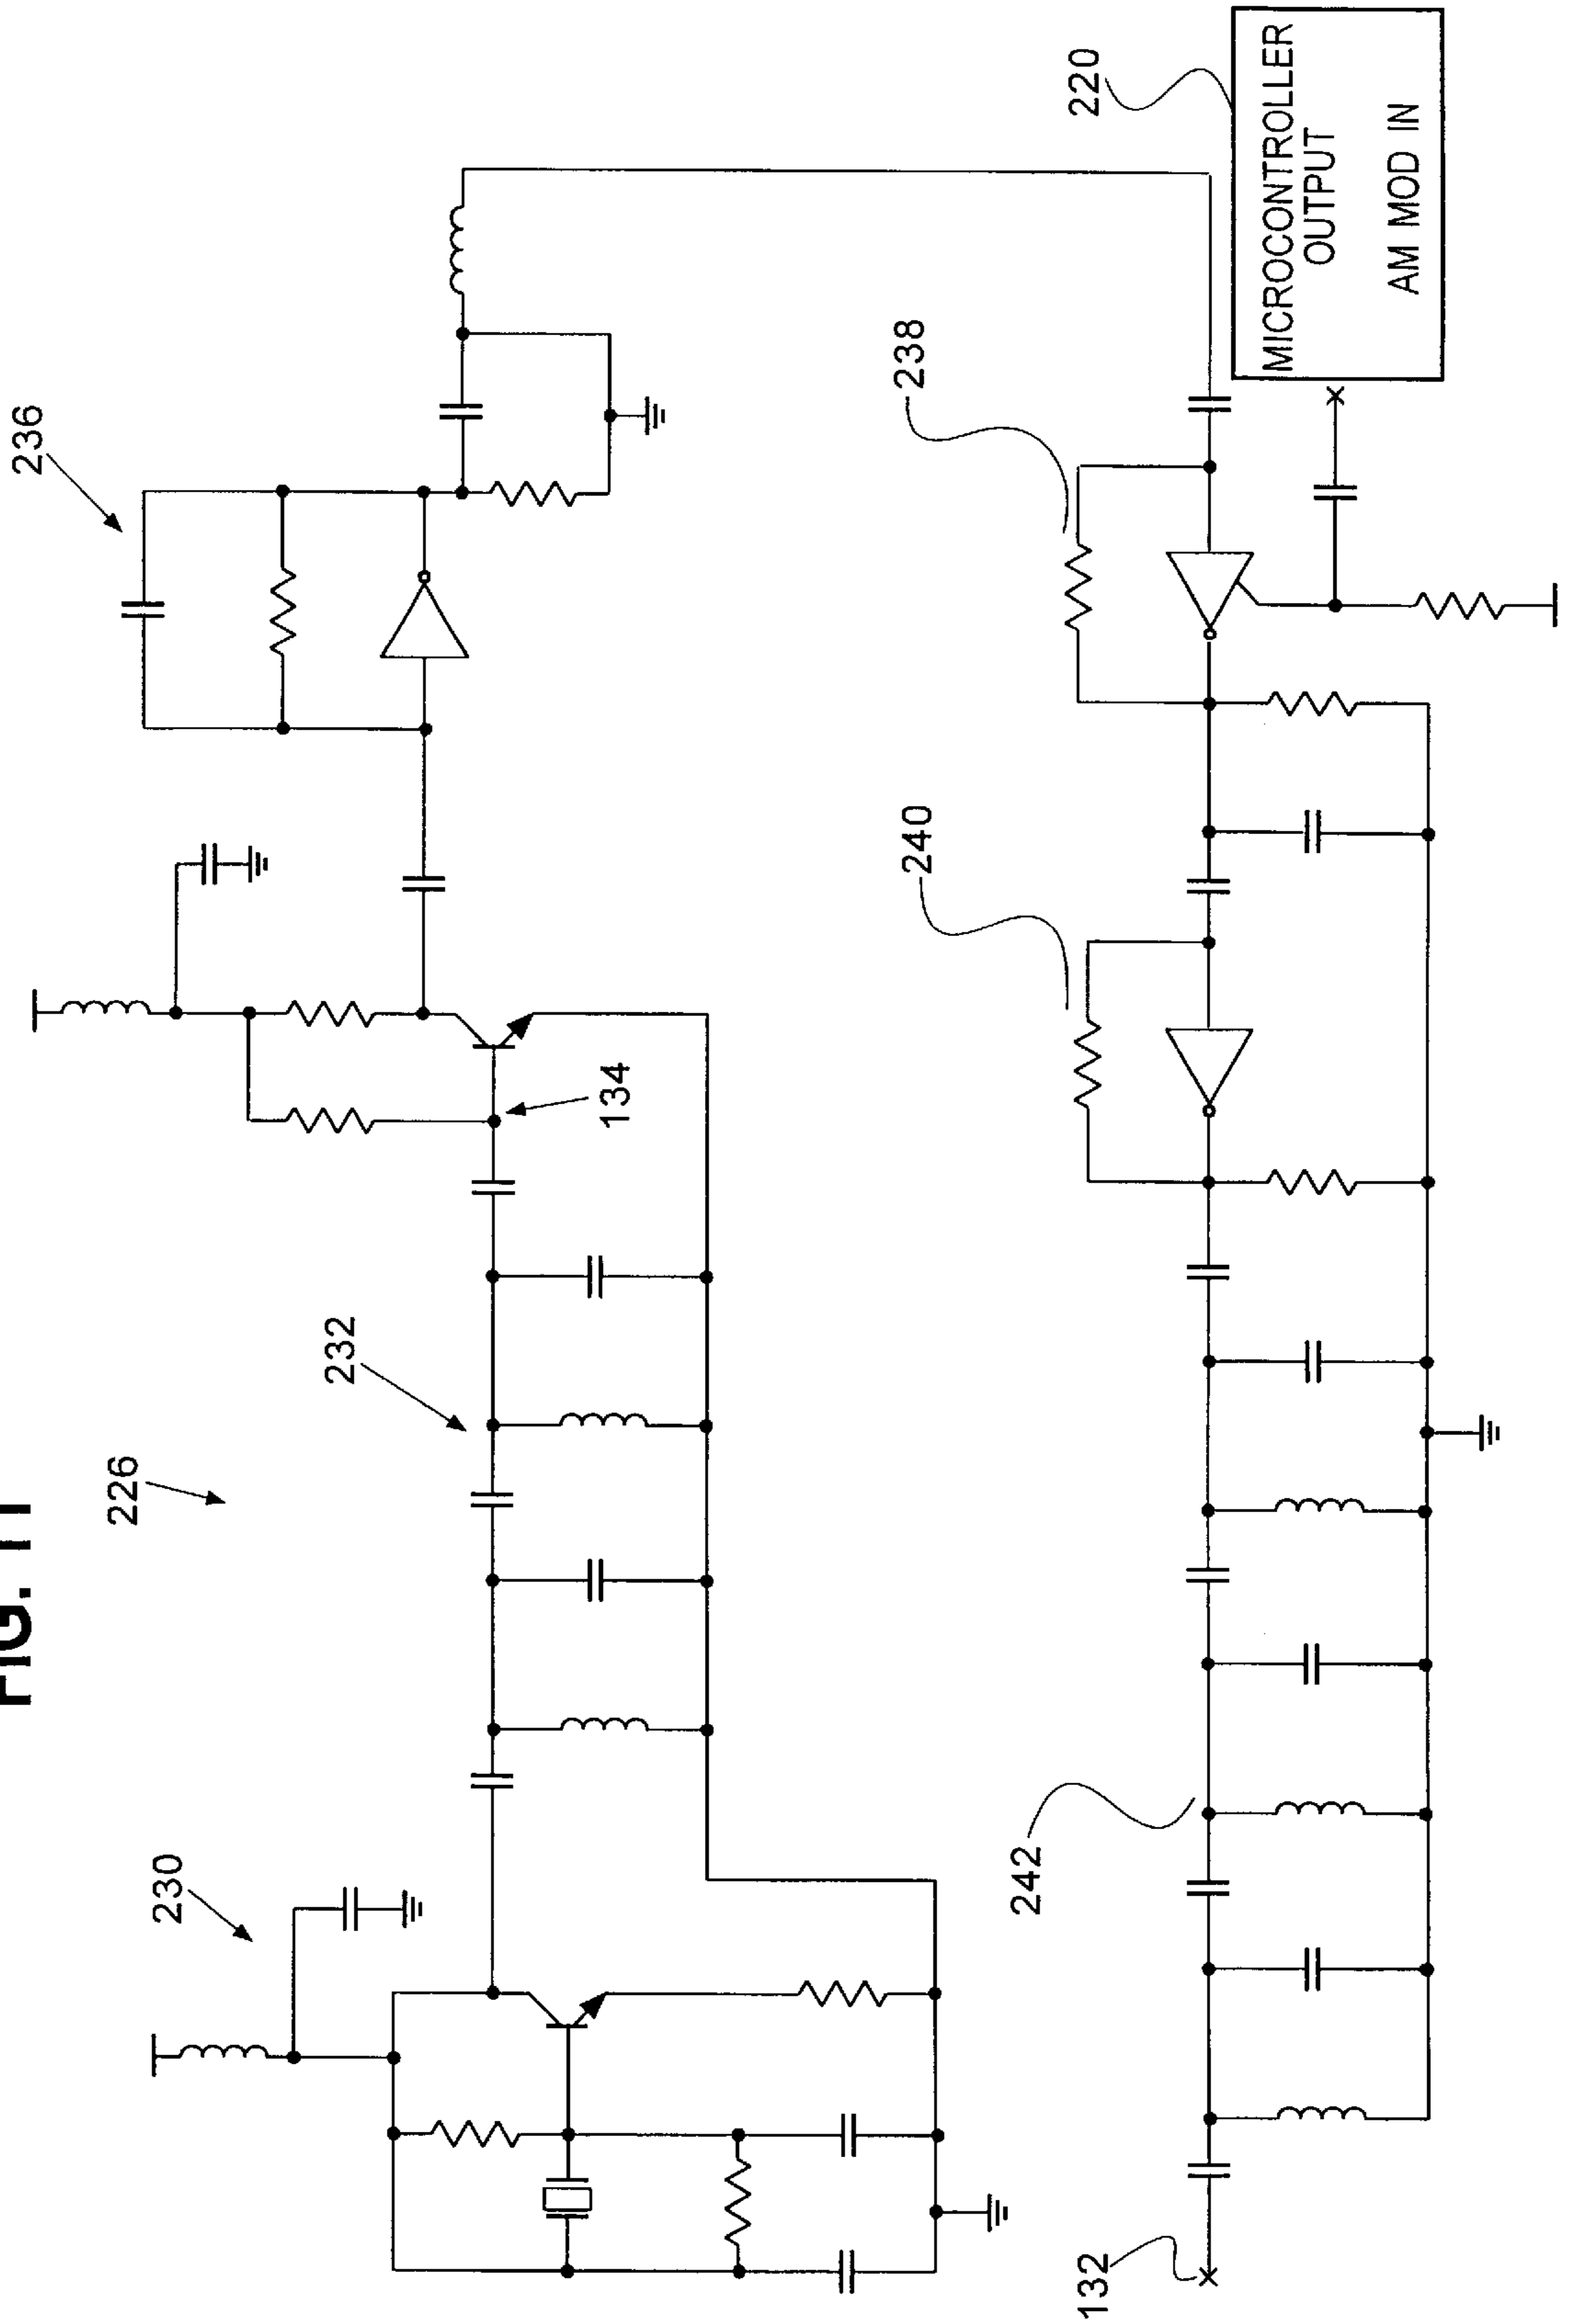 FIG. 11
226
230
232
134
236
238
240
242
132
220
MICROCONTROLLER
OUTPUT
AM MOD IN